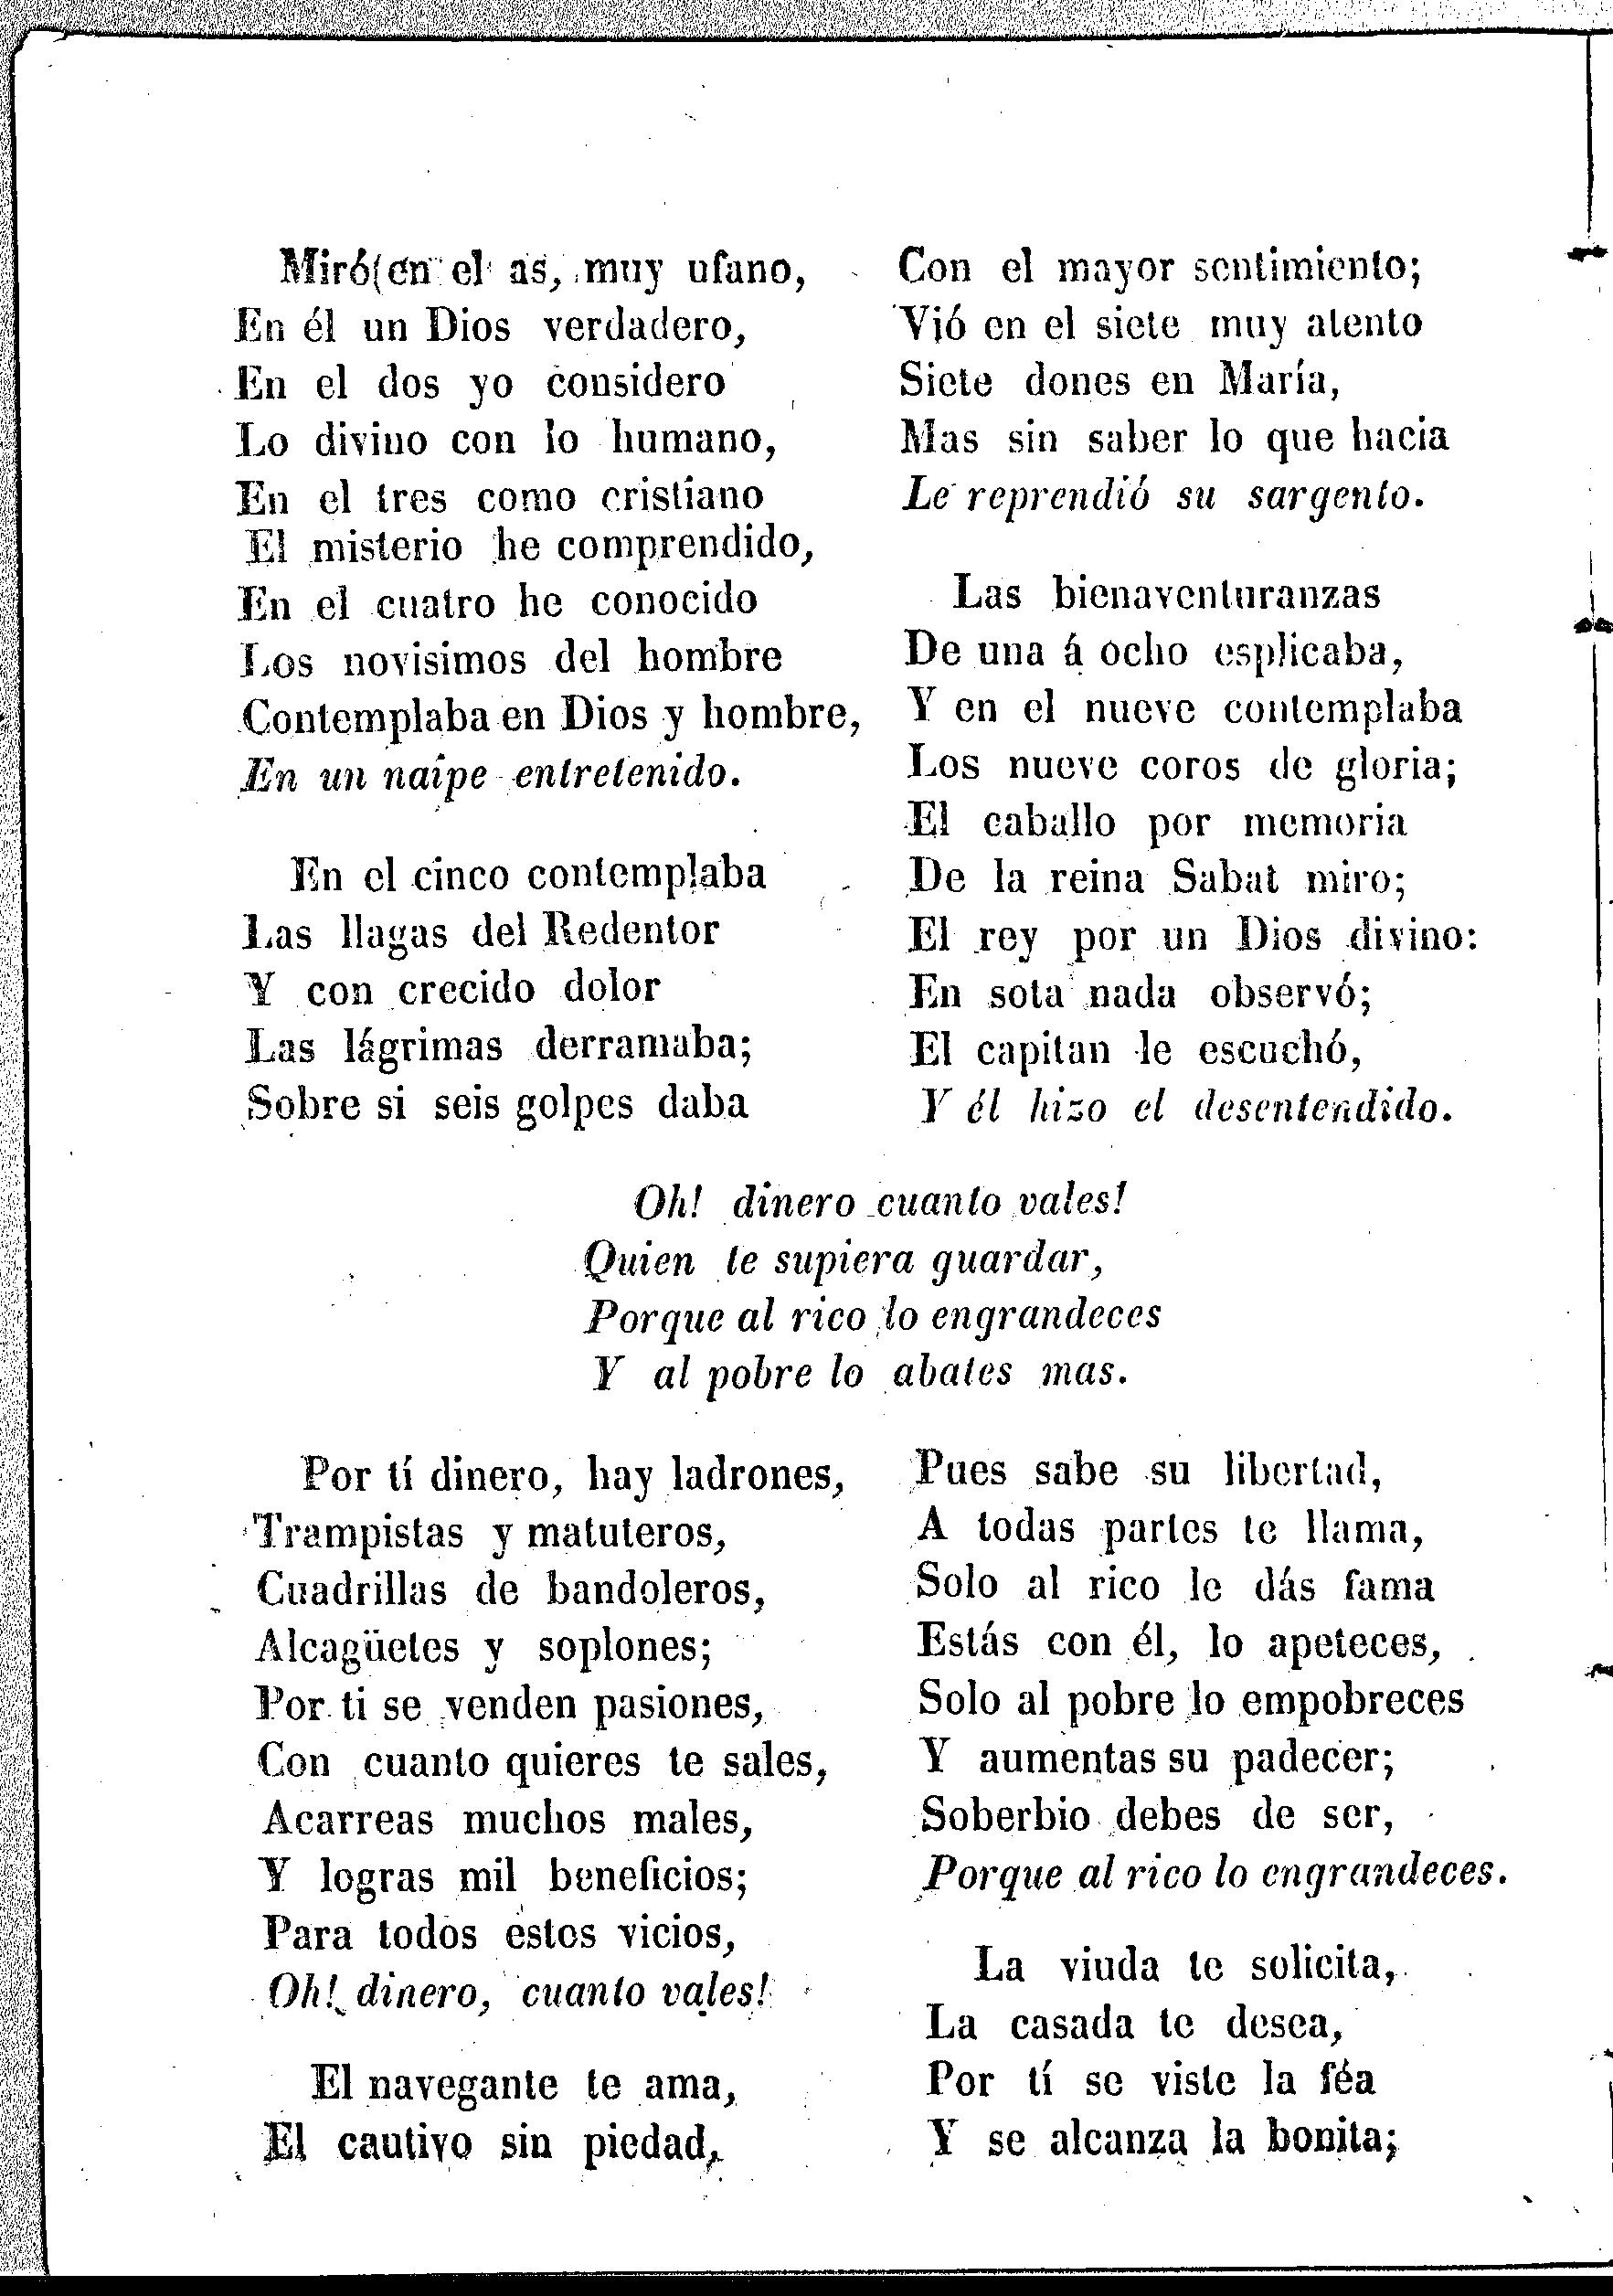 Miró en el as, muy ufano,
En él un Dios verdadero,
En el dos yo considero
Lo divino con lo humano,
En el tres como cristiano
El misterio he comprendido,
En el cuatro he conocido
Los novisimos del hombre
Contemplaba en Dios y hombre,
En un naipe entretenido.
En el cinco contemplaba
Las llagas del Redentor
Y con crecido dolor
Las lágrimas derramaba;
Sobre si seis golpes daba
Con el mayor sentimiento;
Vió en el siete muy atento
Siete dones en María,
Mas sin saber lo que hacia
Le reprendió su sargento.
Las bienaventuranzas
De una á ocho esplicaba,
Y en el nueve contemplaba
Los nueve coros de gloria;
El caballo por memoria
De la reina Sabat miro;
El rey por un Dios divino:
En sota nada observó;
El capitan le escuchó,
Y él hizo el desentendido.
Oh! dinero cuanto vales!
Quien te supiera guardar,
Porque al rico lo engrandeces
Y al pobre lo abates mas.
Por tí dinero, hay ladrones,
Trampistas y matuteros,
Cuadrillas de bandoleros,
Alcagüetes y soplones;
Por ti se venden pasiones,
Con cuanto quieres te sales,
Acarreas muchos males,
Y logras mil beneficios;
Para todos estos vicios,
Oh! dinero, cuanto vales!
El navegante te ama,
El cautivo sin piedad,
Pues sabe su libertad,
A todas partes te llama,
Solo al rico le dás fama
Estás con él, lo apeteces,
Solo al pobre lo empobreces
Y aumentas su padecer;
Soberbio debes de ser,
Porque al rico lo engrandeces.
La viuda te solicita,
La casada te desea,
Por tí se viste la féa
Y se alcanza la bonita;